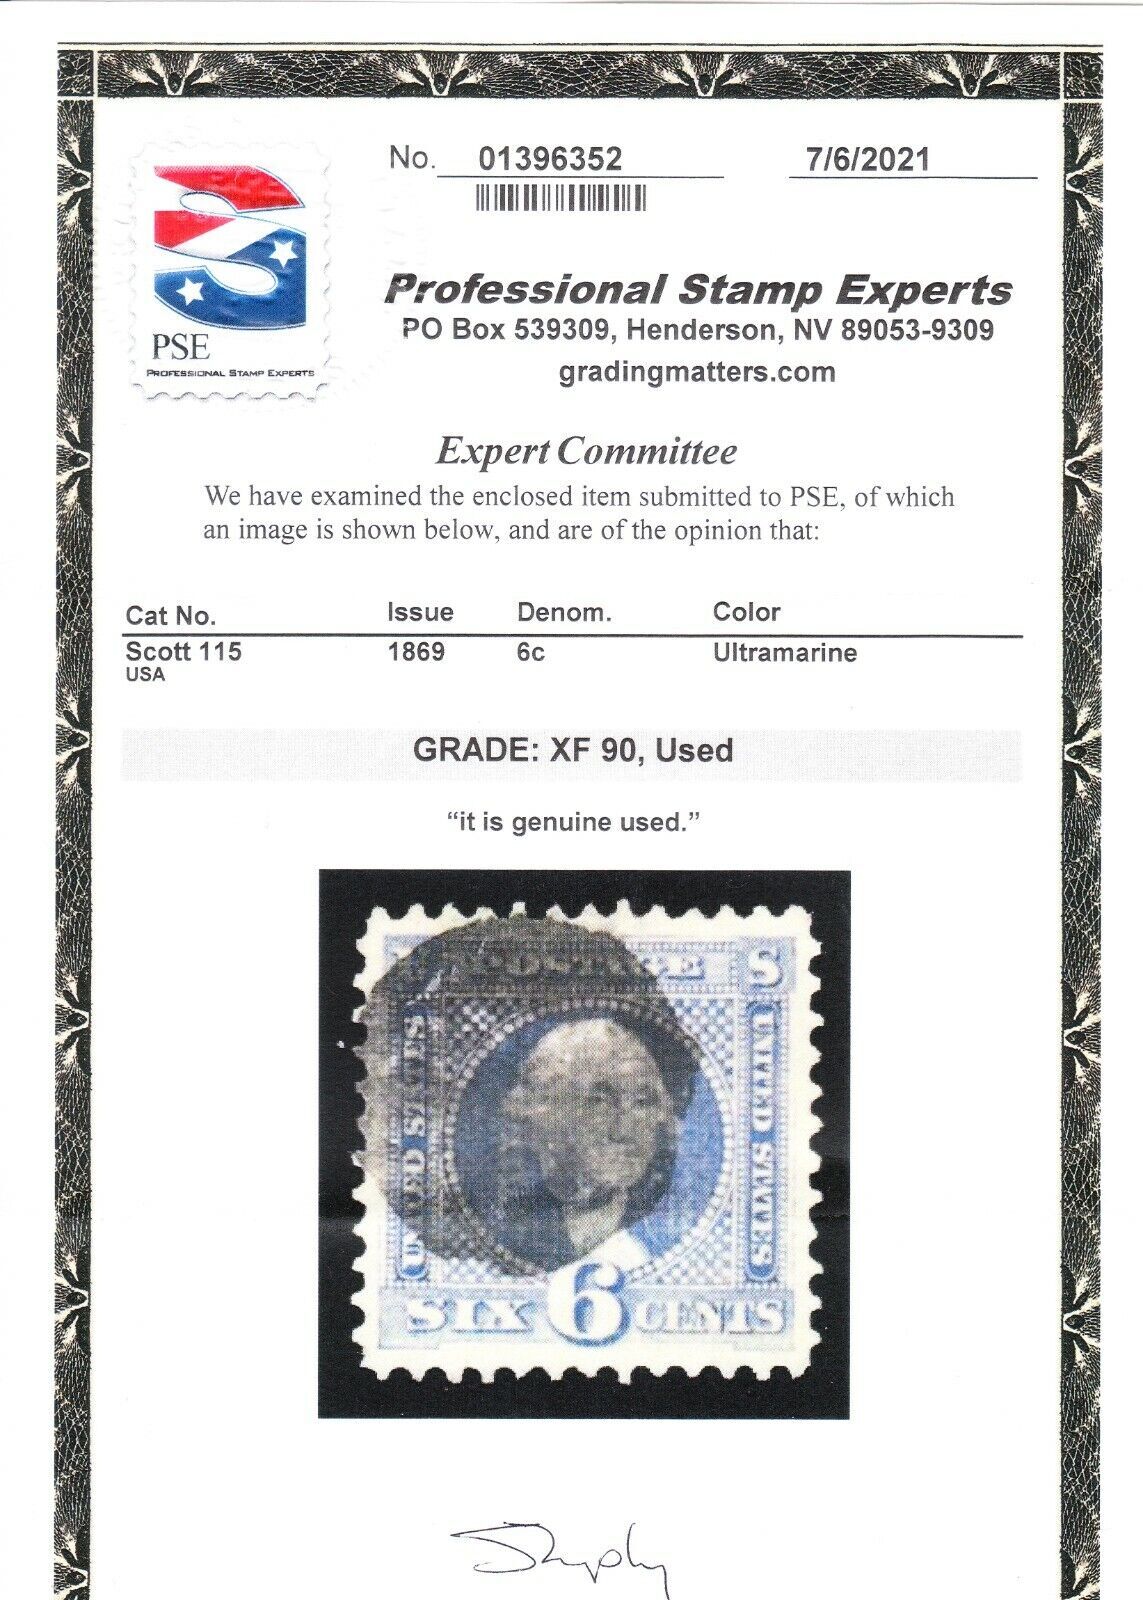 No. 01396352 7/6/2021
PSE
PROFESSIONAL STAMP EXPERTS
Professional Stamp Experts
PO Box 539309, Henderson, NV 89053-9309
gradingmatters.com
Expert Committee
We have examined the enclosed item submitted to PSE, of which
an image is shown below, and are of the opinion that:
Cat No. Issue Denom. Color
Scott 115 1869 6c Ultramarine
USA
GRADE: XF 90, Used
“it is genuine used.”
POSTAGE
U S
UNITED STATES
UNITED STATES
SIX 6 CENTS